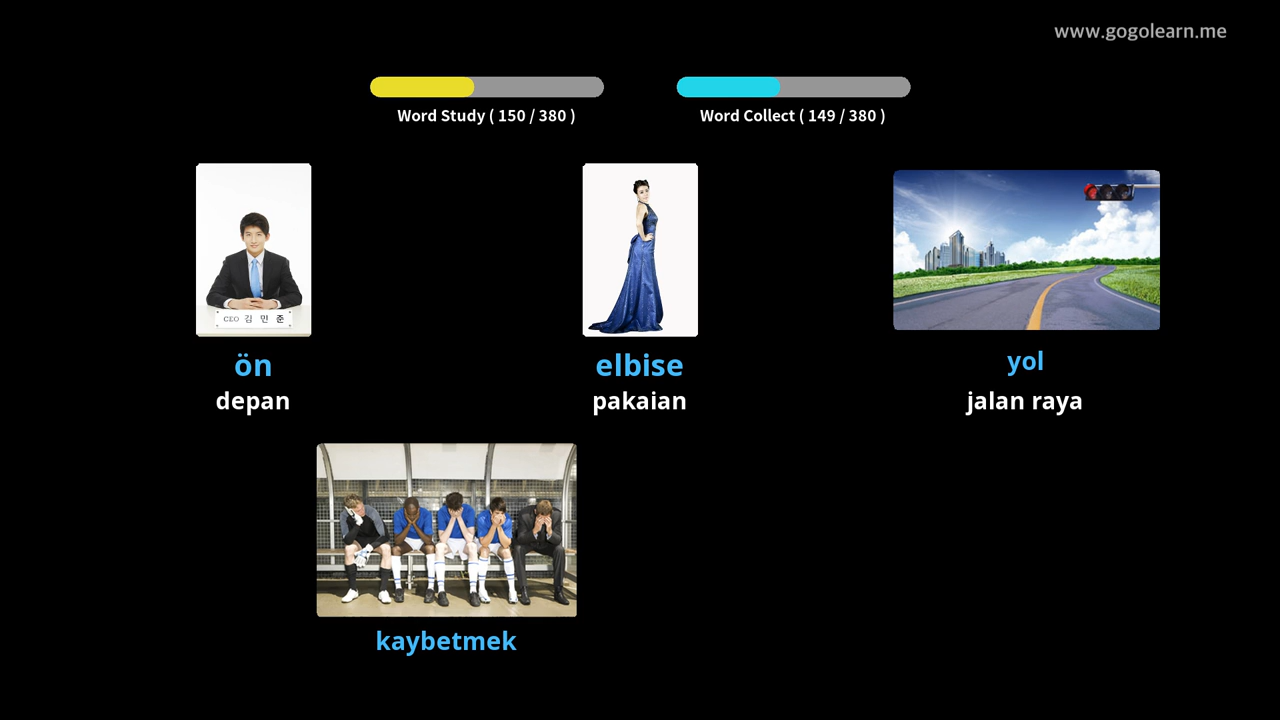 www.gogolearn.me
Word Study ( 150 / 380 )
Word Collect ( 149 / 380 )
CEO 김 민 준
ön
depan
elbise
pakaian
yol
jalan raya
kaybetmek